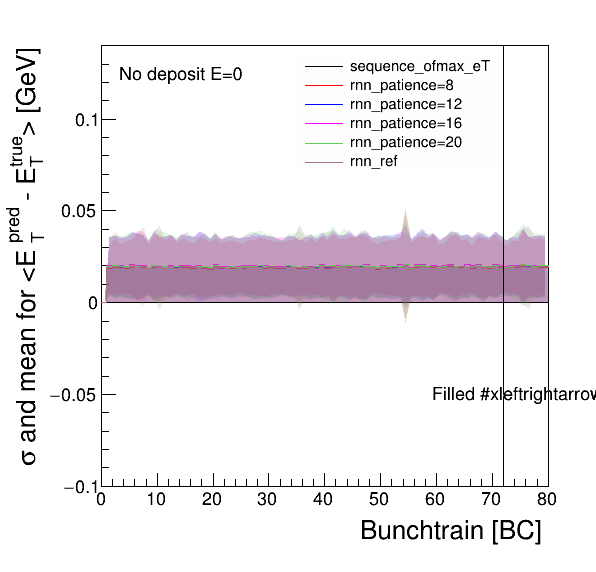 No deposit E=0
sequence_ofmax_eT
rnn_patience=8
rnn_patience=12
rnn_patience=16
rnn_patience=20
rnn_ref
σ and mean for <E_T^pred - E_T^true> [GeV]
0.1
0.05
0
−0.05
−0.1
Filled #xleftrightarrow
0 10 20 30 40 50 60 70 80
Bunchtrain [BC]